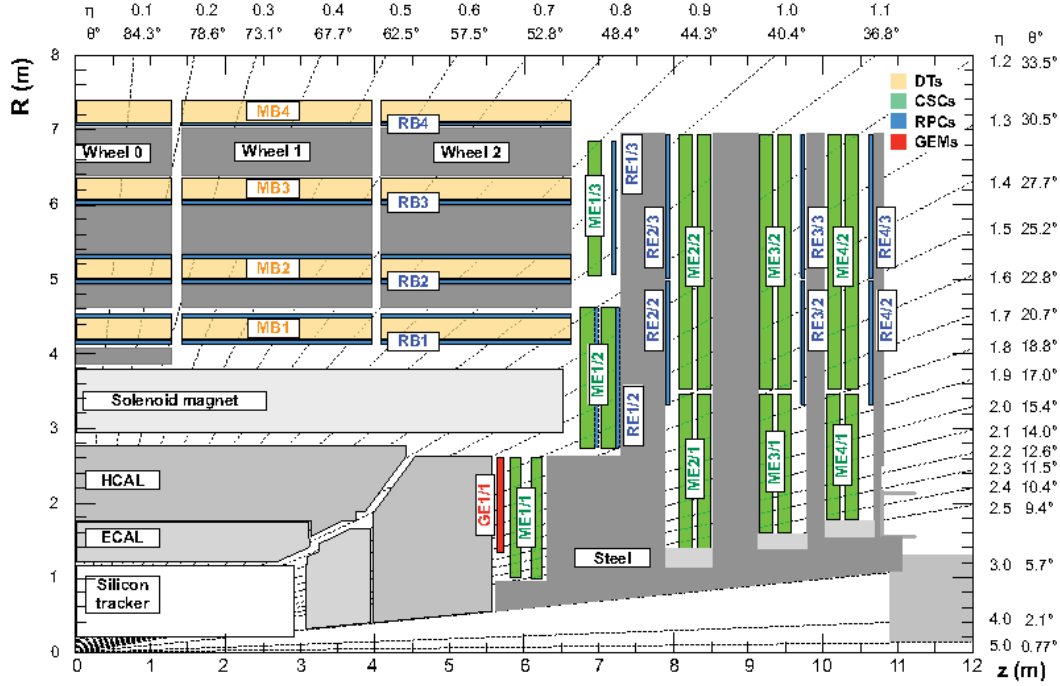 η 0.1 0.2 0.3 0.4 0.5 0.6 0.7 0.8 0.9 1.0 1.1
θ° 84.3° 78.6° 73.1° 67.7° 62.5° 57.5° 52.8° 48.4° 44.3° 40.4° 36.8° η θ°
R (m)
8 7 6 5 4 3 2 1 0
1.2 33.5°
1.3 30.5°
1.4 27.7°
1.5 25.2°
1.6 22.8°
1.7 20.7°
1.8 18.8°
1.9 17.0°
2.0 15.4°
2.1 14.0°
2.2 12.6°
2.3 11.5°
2.4 10.4°
2.5 9.4°
3.0 5.7°
4.0 2.1°
5.0 0.77°
DTs
CSCs
RPCs
GEMs
MB4
RB4
Wheel 0 Wheel 1 Wheel 2
MB3
RB3
MB2
RB2
MB1
RB1
Solenoid magnet
HCAL
ECAL
Silicon
tracker
Steel
GE1/1
ME1/1
ME1/2
ME1/3
RE1/3
RE1/2
RE2/3
RE2/2
ME2/2
ME2/1
ME3/2
ME3/1
RE3/3
RE3/2
ME4/2
ME4/1
RE4/3
RE4/2
0 1 2 3 4 5 6 7 8 9 10 11 12
z (m)